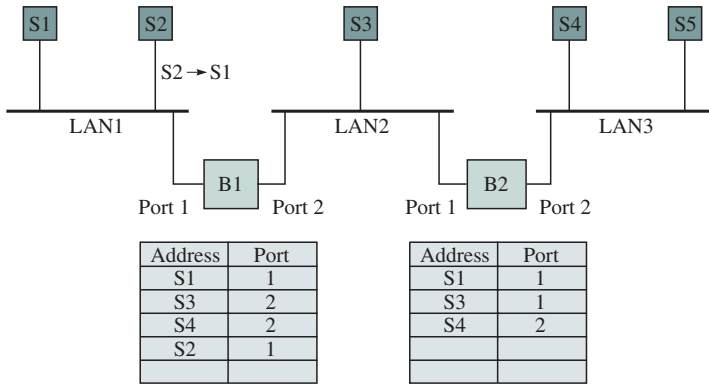 S1 S2 S3 S4 S5
S2 → S1
LAN1 LAN2 LAN3
B1 B2
Port 1 Port 2 Port 1 Port 2
Address Port
S1 1
S3 2
S4 2
S2 1
Address Port
S1 1
S3 1
S4 2